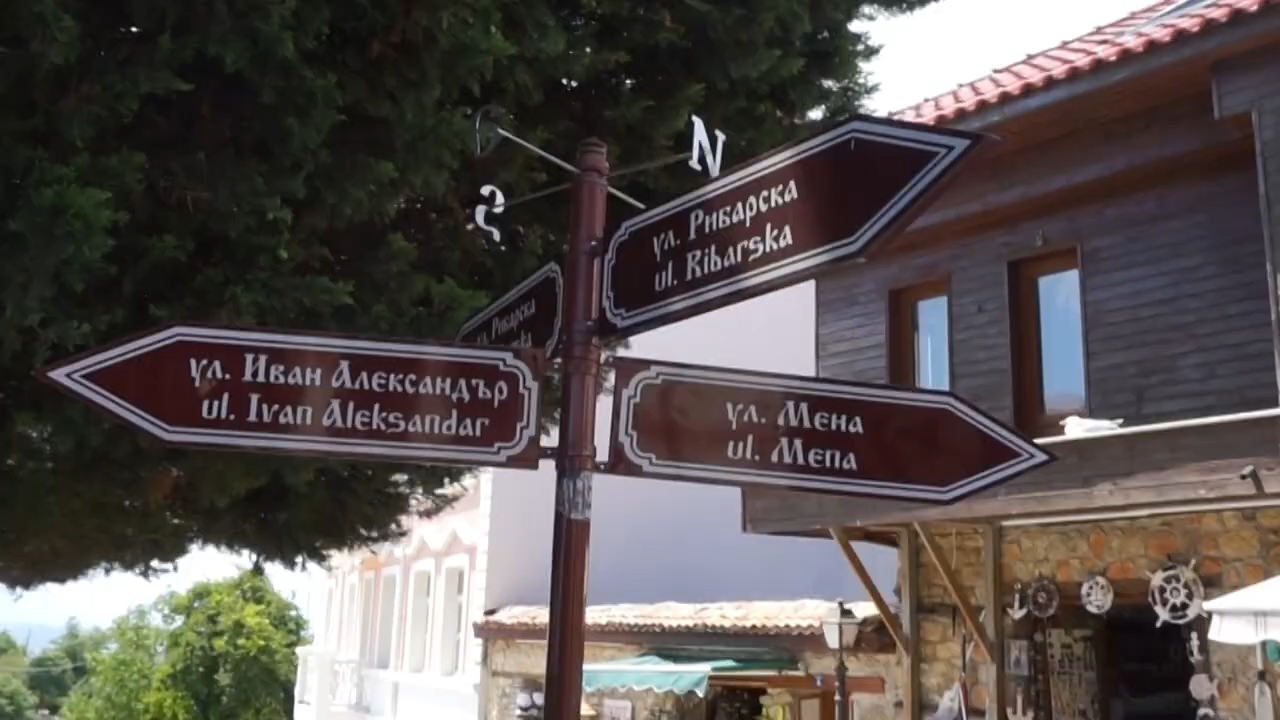 N
S
ул. Рибарска
ul. Ribarska
ул. Рибарска
ул. Иван Александър
ul. Ivan Aleksandar
ул. Мена
ul. Mena